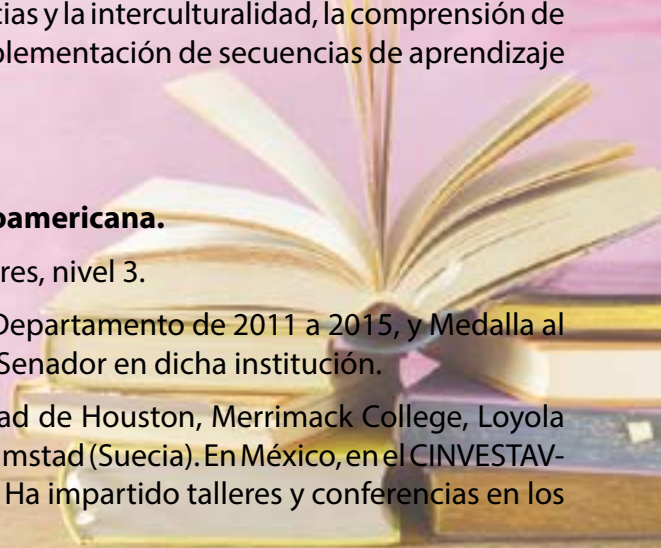 cias y la interculturalidad, la comprensión de
plementación de secuencias de aprendizaje
oamericana.
res, nivel 3.
Departamento de 2011 a 2015, y Medalla al
Senador en dicha institución.
ad de Houston, Merrimack College, Loyola
mstad (Suecia). En México, en el CINVESTAV-
Ha impartido talleres y conferencias en los